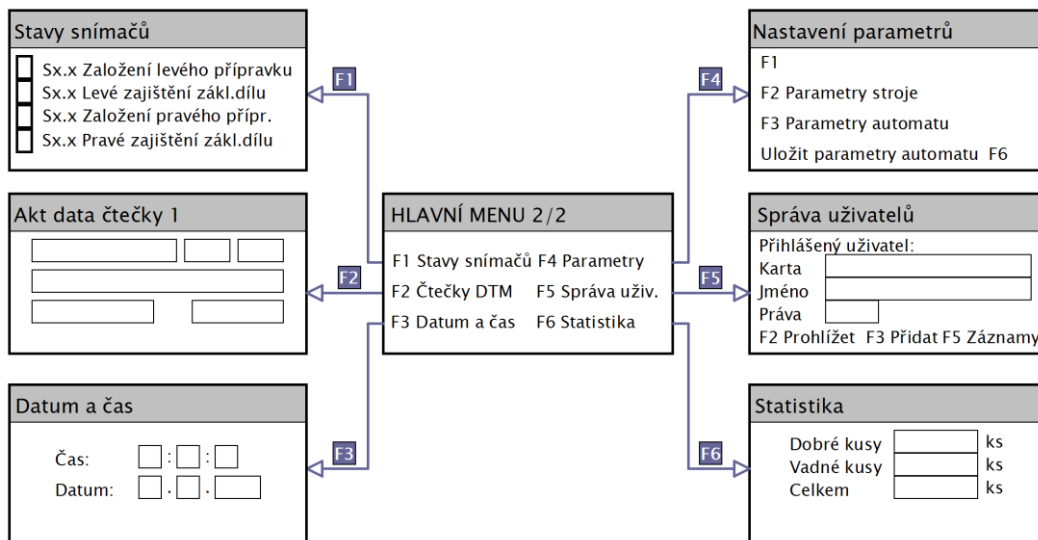 Stavy snímačů
Sx.x Založení levého přípravku
Sx.x Levé zajištění zákl.dílu
Sx.x Založení pravého přípr.
Sx.x Pravé zajištění zákl.dílu
F1
F4
Nastavení parametrů
F1
F2 Parametry stroje
F3 Parametry automatu
Uložit parametry automatu F6
Akt data čtečky 1
F2
HLAVNÍ MENU 2/2
F1 Stavy snímačů F4 Parametry
F2 Čtečky DTM F5 Správa uživ.
F3 Datum a čas F6 Statistika
F5
Správa uživatelů
Přihlášený uživatel:
Karta
Jméno
Práva
F2 Prohlížet F3 Přidat F5 Záznamy
Datum a čas
Čas: : :
Datum: . .
F3
F6
Statistika
Dobré kusy ks
Vadné kusy ks
Celkem ks